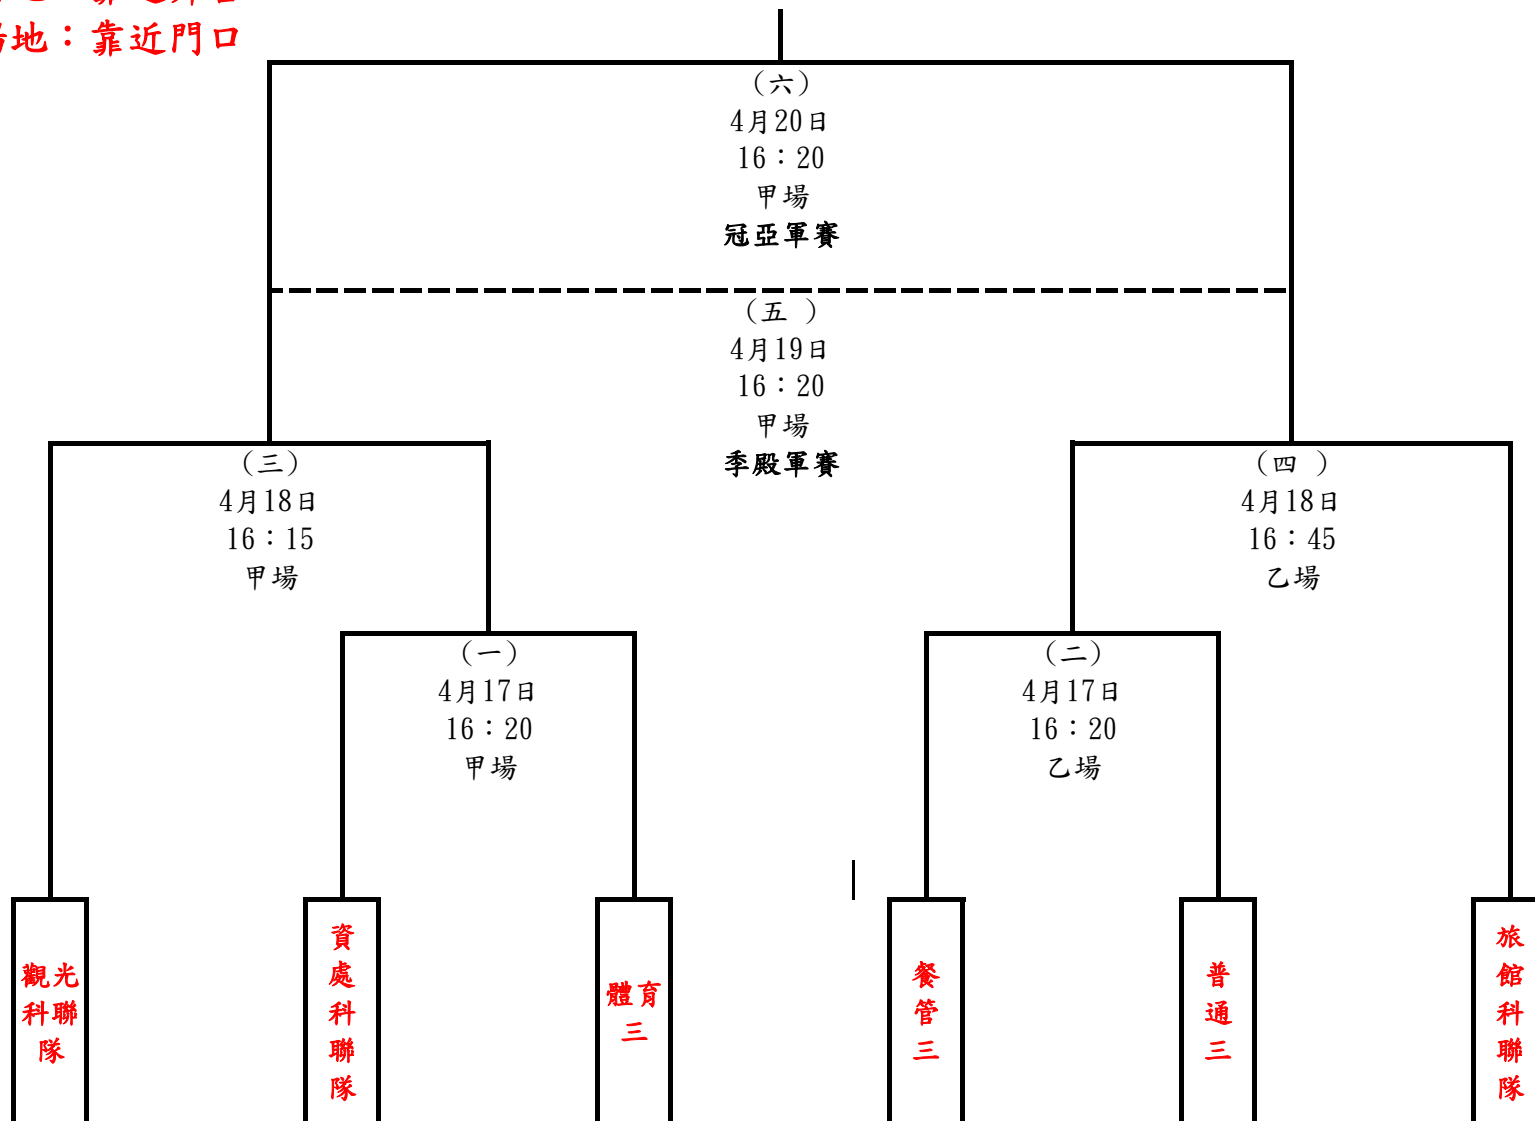 地：靠近門口
（六）
4月20日
16：20
甲場
冠亞軍賽
（五 ）
4月19日
16：20
甲場
季殿軍賽
（三）
4月18日
16：15
甲場
（四 ）
4月18日
16：45
乙場
（一）
4月17日
16：20
甲場
（二）
4月17日
16：20
乙場
觀光
科聯
隊
資
處
科
聯
隊
體育
三
餐
管
三
普
通
三
旅
館
科
聯
隊